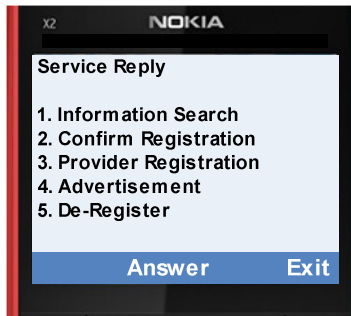 X2 NOKIA
Service Reply
1. Information Search
2. Confirm Registration
3. Provider Registration
4. Advertisement
5. De-Register
Answer Exit